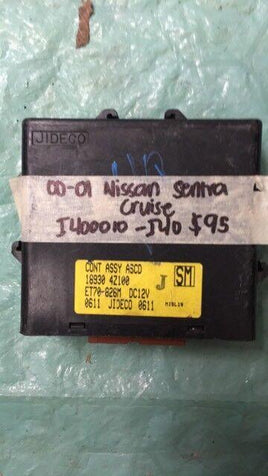 JIDECO
00-01 Nissan Sentra
Cruise
J400010-J40 $95
CONT ASSY ASCD
18930 4Z100
ET70-826M DC12V
0611 JIDECO 0611
J
SM